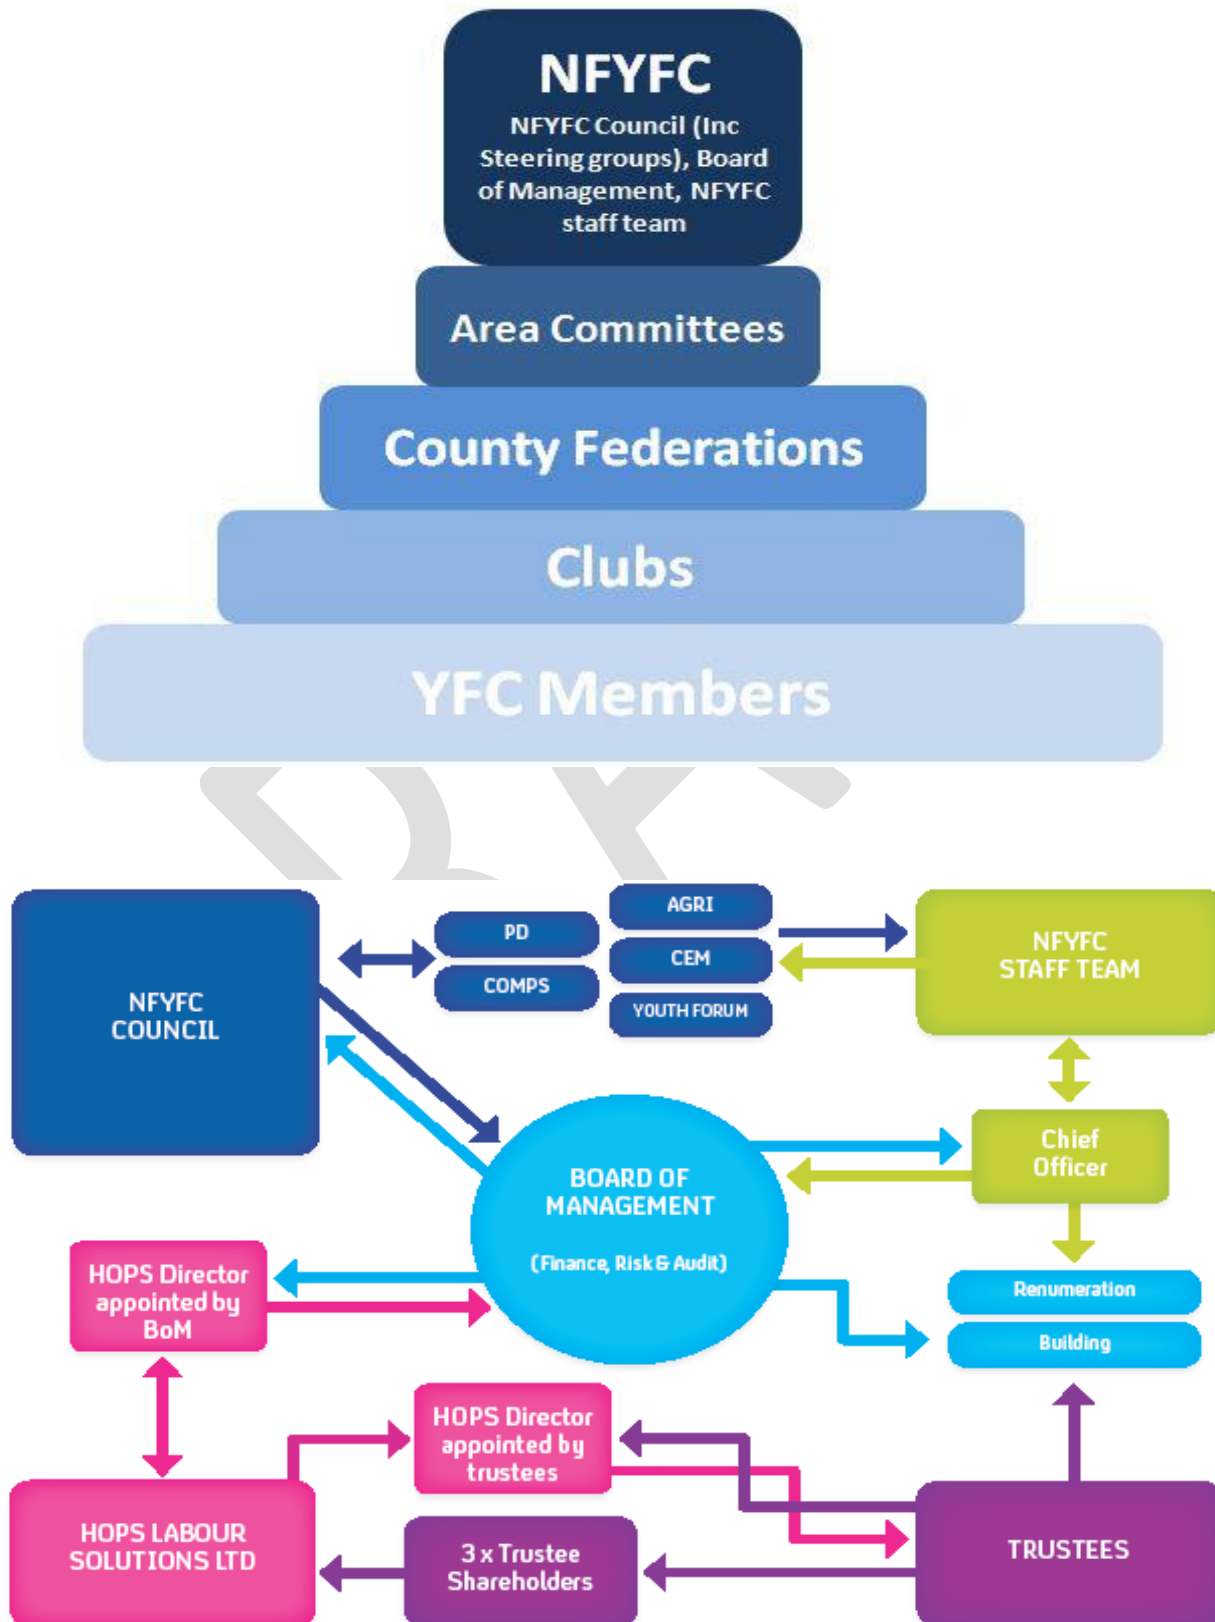 NFYFC
NFYFC Council (Inc
Steering groups), Board
of Management, NFYFC
staff team
Area Committees
County Federations
Clubs
YFC Members
NFYFC
COUNCIL
PD
COMPS
AGRI
CEM
YOUTH FORUM
NFYFC
STAFF TEAM
Chief
Officer
BOARD OF
MANAGEMENT
(Finance, Risk & Audit)
Renumeration
Building
HOPS Director
appointed by
BoM
HOPS Director
appointed by
trustees
HOPS LABOUR
SOLUTIONS LTD
3 x Trustee
Shareholders
TRUSTEES